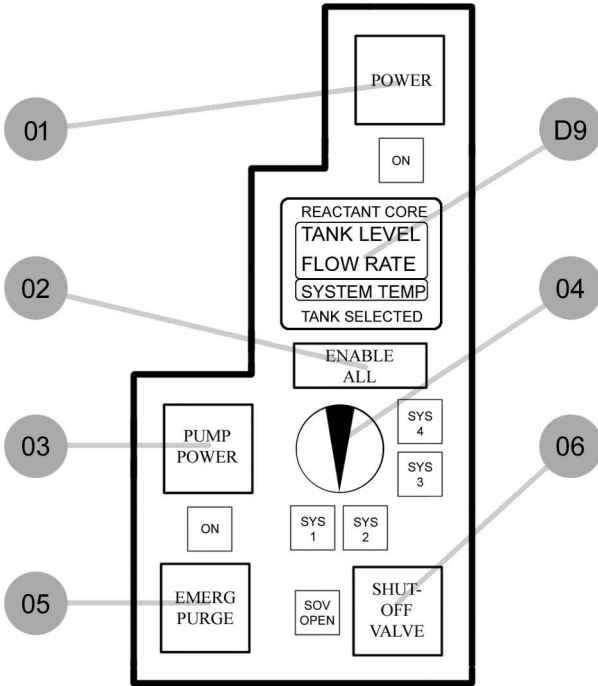 POWER
01
D9
ON
REACTANT CORE
TANK LEVEL
FLOW RATE
SYSTEM TEMP
TANK SELECTED
02
04
ENABLE
ALL
03
PUMP
POWER
SYS
4
SYS
3
06
ON
SYS
1
SYS
2
05
EMERG
PURGE
SOV
OPEN
SHUT-
OFF
VALVE